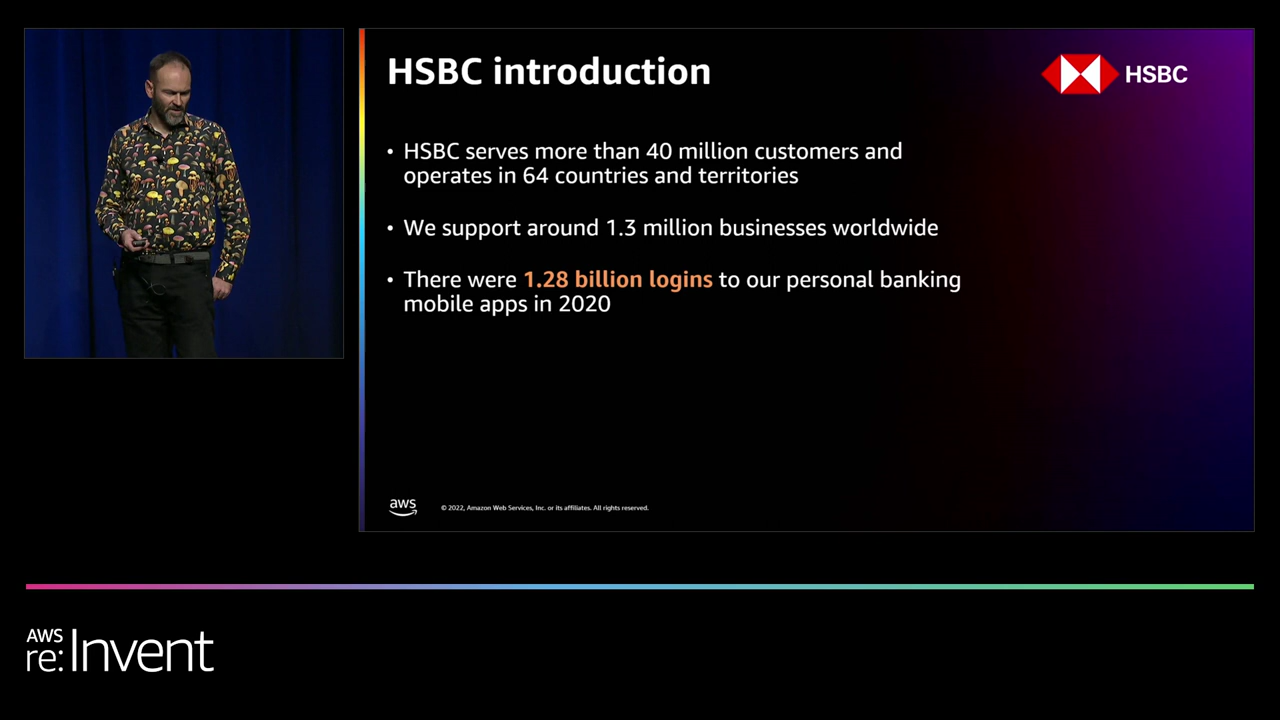 HSBC introduction
HSBC
• HSBC serves more than 40 million customers and
operates in 64 countries and territories
• We support around 1.3 million businesses worldwide
• There were 1.28 billion logins to our personal banking
mobile apps in 2020
aws
© 2022, Amazon Web Services, Inc. or its affiliates. All rights reserved.
AWS
re:Invent